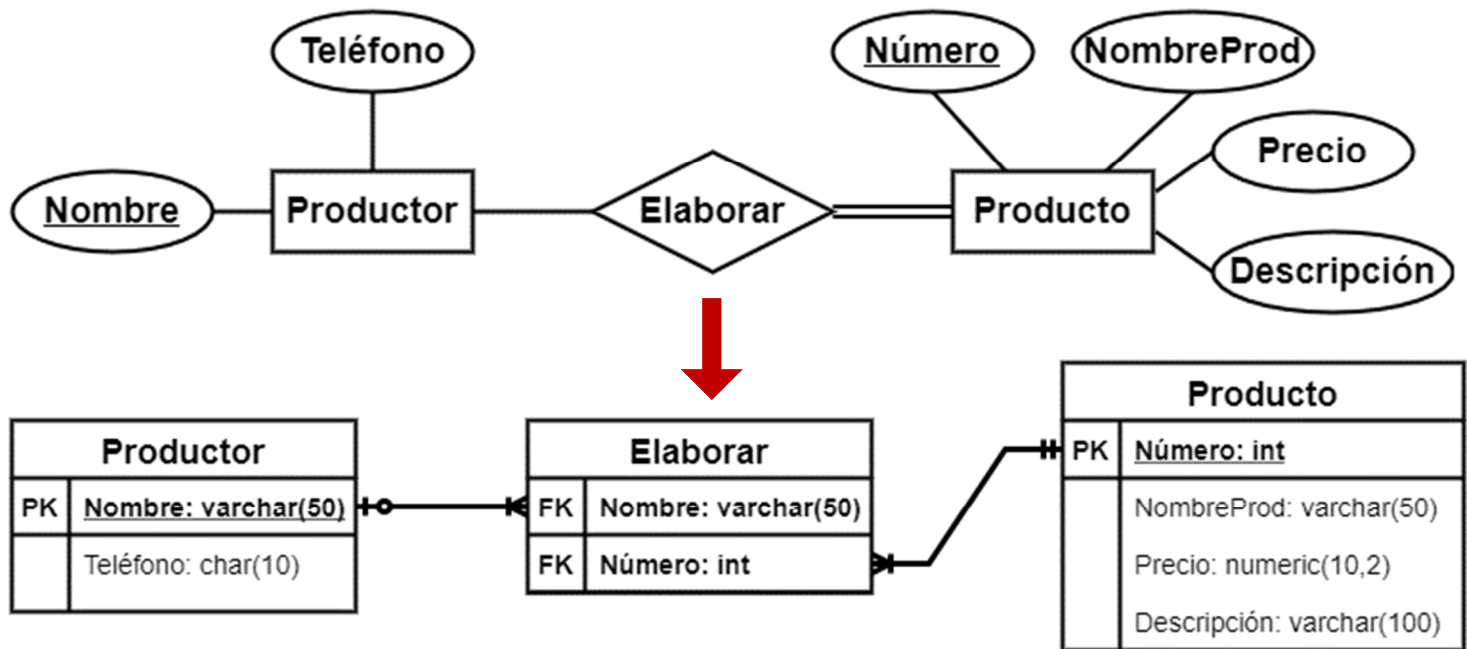 Teléfono
Número
NombreProd
Nombre
Productor
Elaborar
Producto
Precio
Descripción
Productor
PK Nombre: varchar(50)
Teléfono: char(10)
Elaborar
FK Nombre: varchar(50)
FK Número: int
Producto
PK Número: int
NombreProd: varchar(50)
Precio: numeric(10,2)
Descripción: varchar(100)